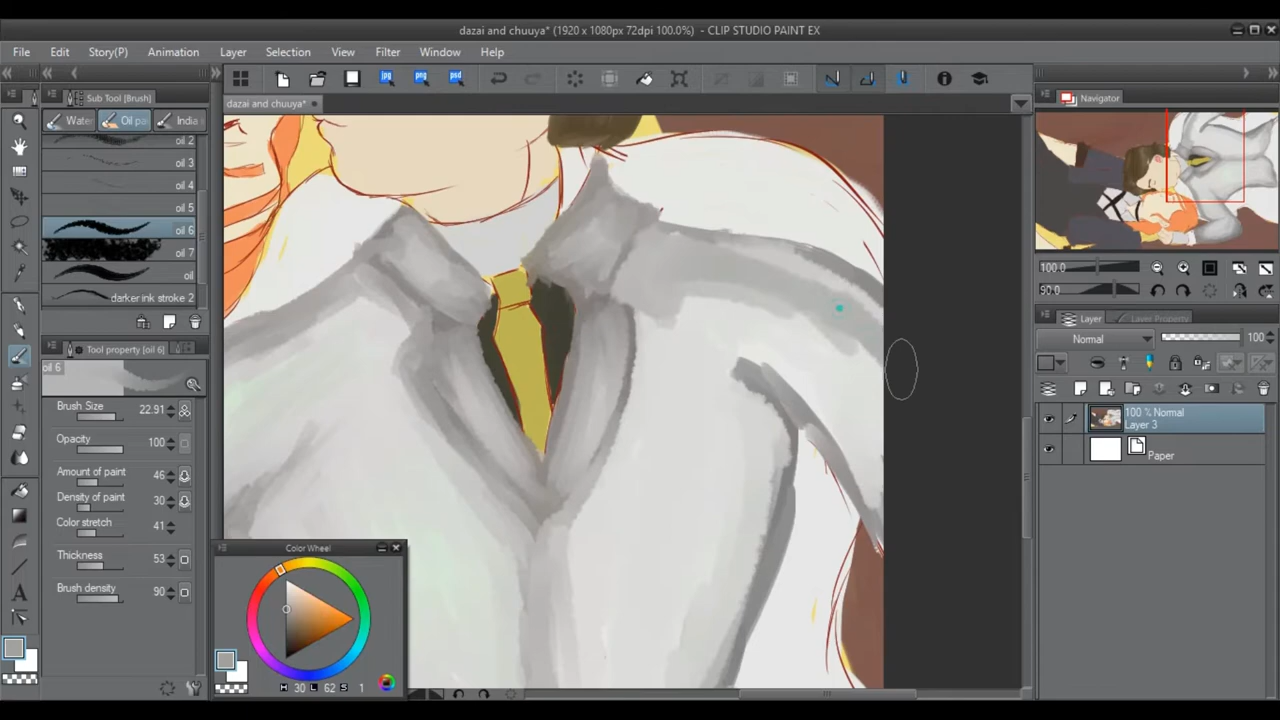 dazai and chuuya* (1920 x 1080px 72dpi 100.0%) - CLIP STUDIO PAINT EX
File Edit Story(P) Animation Layer Selection View Filter Window Help
jpg png psd
Sub Tool [Brush]
dazai and chuuya*
Navigator
Water Oil pa India
oil 2
oil 3
oil 4
oil 5
oil 6
oil 7
oil
darker ink stroke 2
100.0
90.0
Layer Layer Property
Normal 100
Tool property [oil 6]
oil 6
Brush Size 22.91
Opacity 100
Amount of paint 46
Density of paint 30
Color stretch 41
Thickness 53
Brush density 90
100 % Normal
Layer 3
Paper
Color Wheel
H 30 L 62 S 1
A